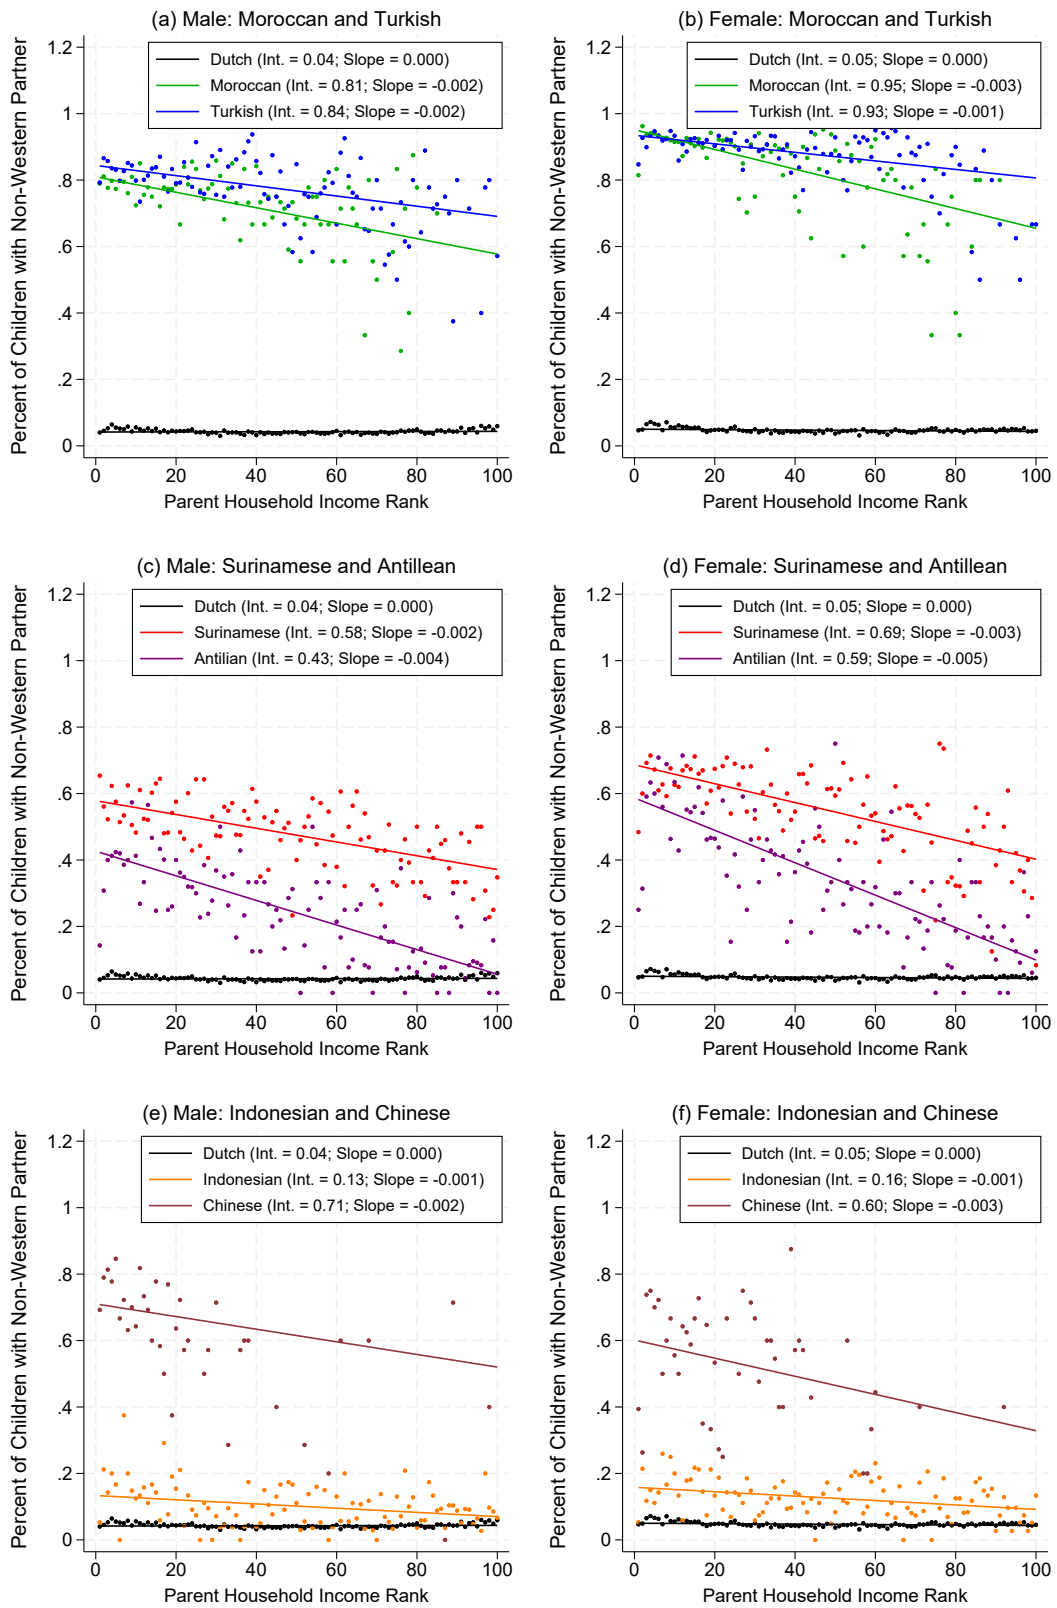 (a) Male: Moroccan and Turkish
Percent of Children with Non-Western Partner
1.2
1
.8
.6
.4
.2
0
Dutch (Int. = 0.04; Slope = 0.000)
Moroccan (Int. = 0.81; Slope = -0.002)
Turkish (Int. = 0.84; Slope = -0.002)
0 20 40 60 80 100
Parent Household Income Rank
(b) Female: Moroccan and Turkish
Percent of Children with Non-Western Partner
1.2
1
.8
.6
.4
.2
0
Dutch (Int. = 0.05; Slope = 0.000)
Moroccan (Int. = 0.95; Slope = -0.003)
Turkish (Int. = 0.93; Slope = -0.001)
0 20 40 60 80 100
Parent Household Income Rank
(c) Male: Surinamese and Antillean
Percent of Children with Non-Western Partner
1.2
1
.8
.6
.4
.2
0
Dutch (Int. = 0.04; Slope = 0.000)
Surinamese (Int. = 0.58; Slope = -0.002)
Antilian (Int. = 0.43; Slope = -0.004)
0 20 40 60 80 100
Parent Household Income Rank
(d) Female: Surinamese and Antillean
Percent of Children with Non-Western Partner
1.2
1
.8
.6
.4
.2
0
Dutch (Int. = 0.05; Slope = 0.000)
Surinamese (Int. = 0.69; Slope = -0.003)
Antilian (Int. = 0.59; Slope = -0.005)
0 20 40 60 80 100
Parent Household Income Rank
(e) Male: Indonesian and Chinese
Percent of Children with Non-Western Partner
1.2
1
.8
.6
.4
.2
0
Dutch (Int. = 0.04; Slope = 0.000)
Indonesian (Int. = 0.13; Slope = -0.001)
Chinese (Int. = 0.71; Slope = -0.002)
0 20 40 60 80 100
Parent Household Income Rank
(f) Female: Indonesian and Chinese
Percent of Children with Non-Western Partner
1.2
1
.8
.6
.4
.2
0
Dutch (Int. = 0.05; Slope = 0.000)
Indonesian (Int. = 0.16; Slope = -0.001)
Chinese (Int. = 0.60; Slope = -0.003)
0 20 40 60 80 100
Parent Household Income Rank